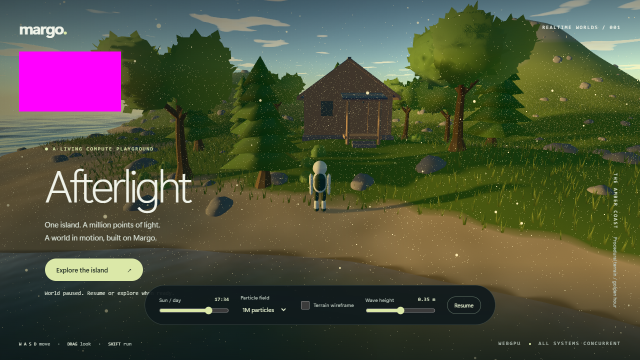 margo.
REALTIME WORLDS / 001
A LIVING COMPUTE PLAYGROUND
Afterlight
One island. A million points of light.
A world in motion, built on Margo.
Explore the island ↗
World paused. Resume or explore wh
THE AMBER COAST
Sun / day 17:34
Particle field
1M particles
Terrain wireframe
Wave height 0.35 m
Resume
W A S D move · DRAG look · SHIFT run
WEBGPU ALL SYSTEMS CONCURRENT